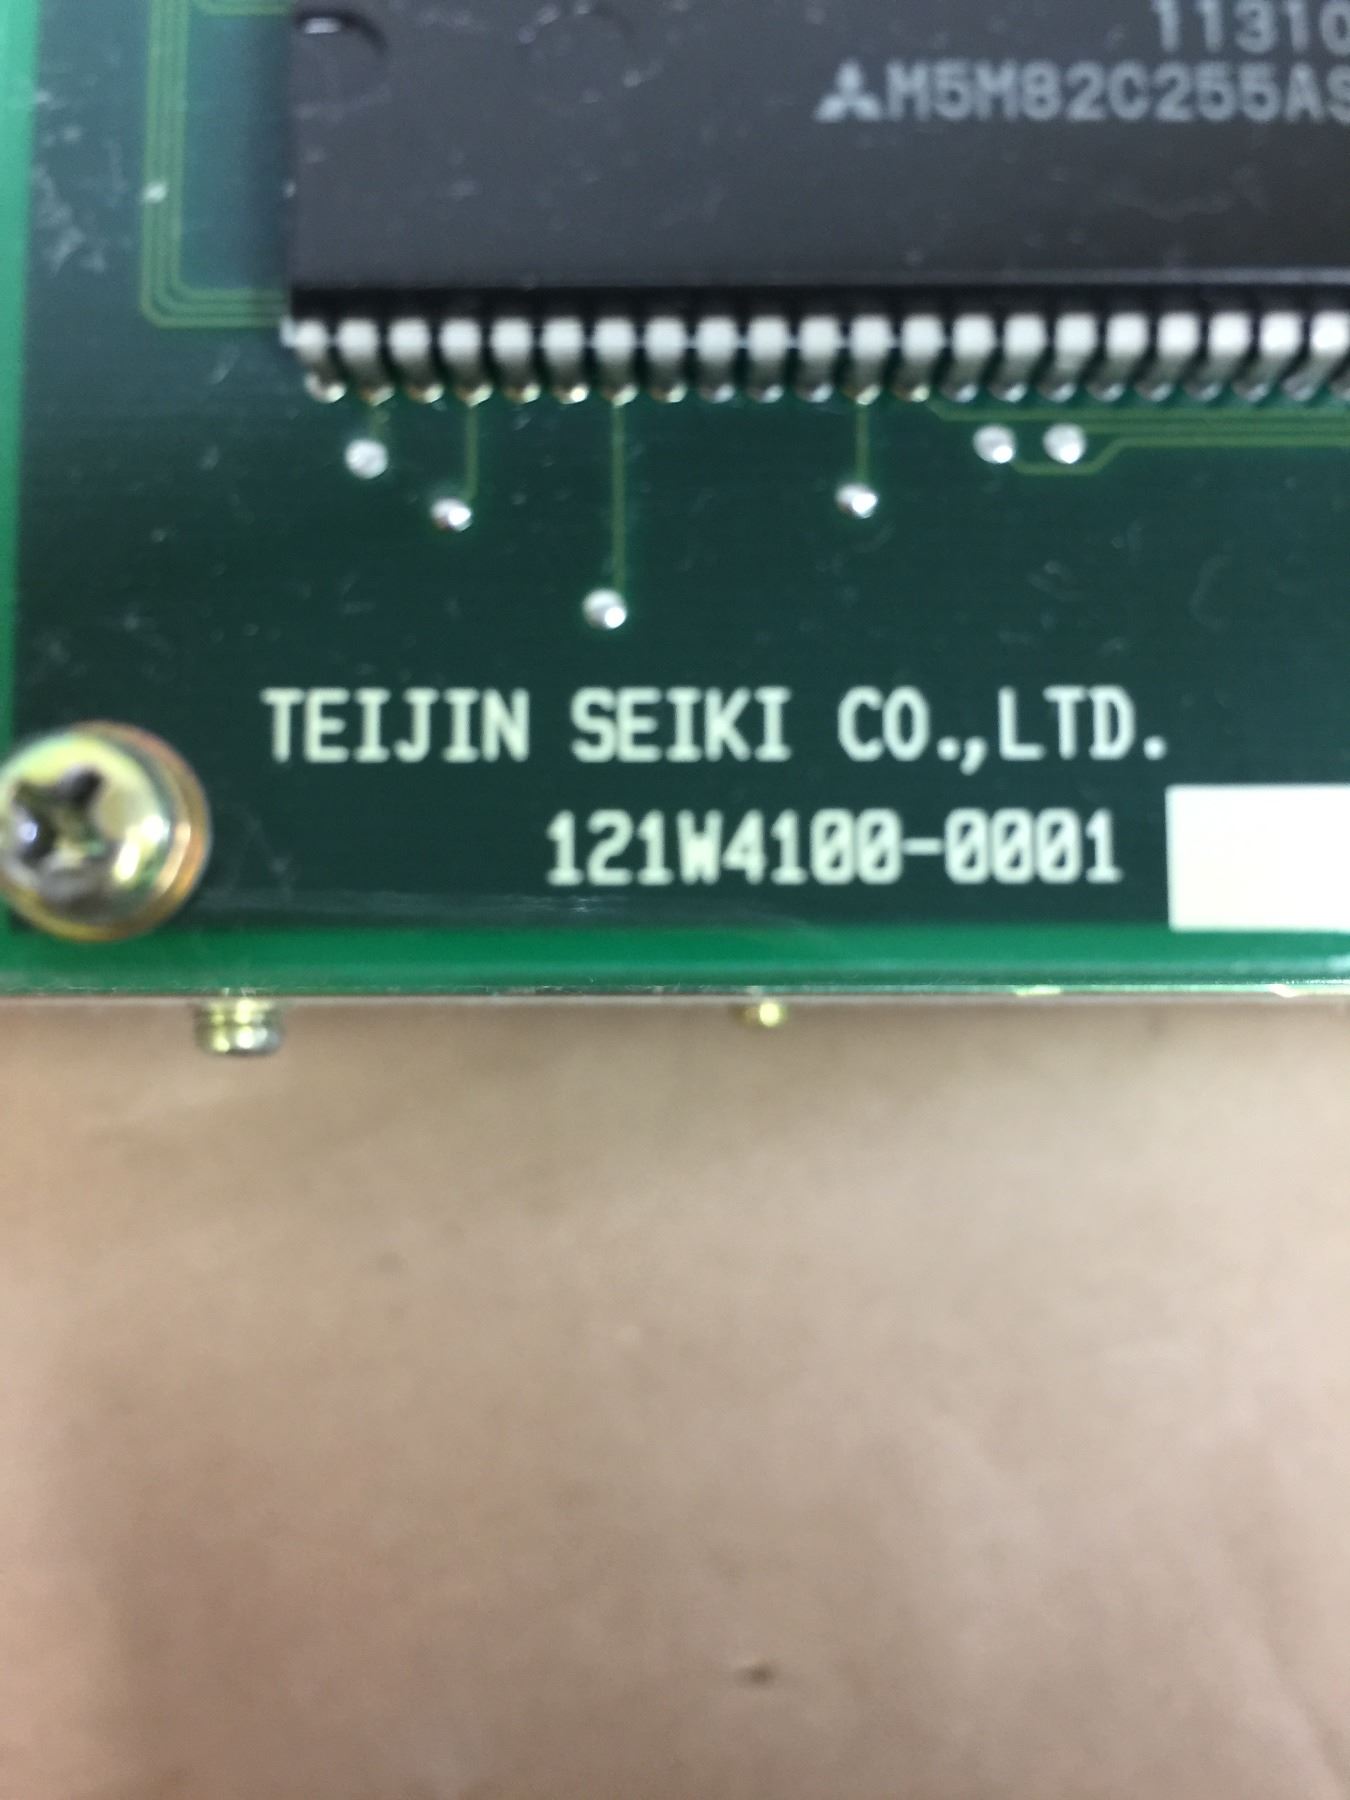 11310
M5M82C255AS
TEIJIN SEIKI CO.,LTD.
121W4100-0001